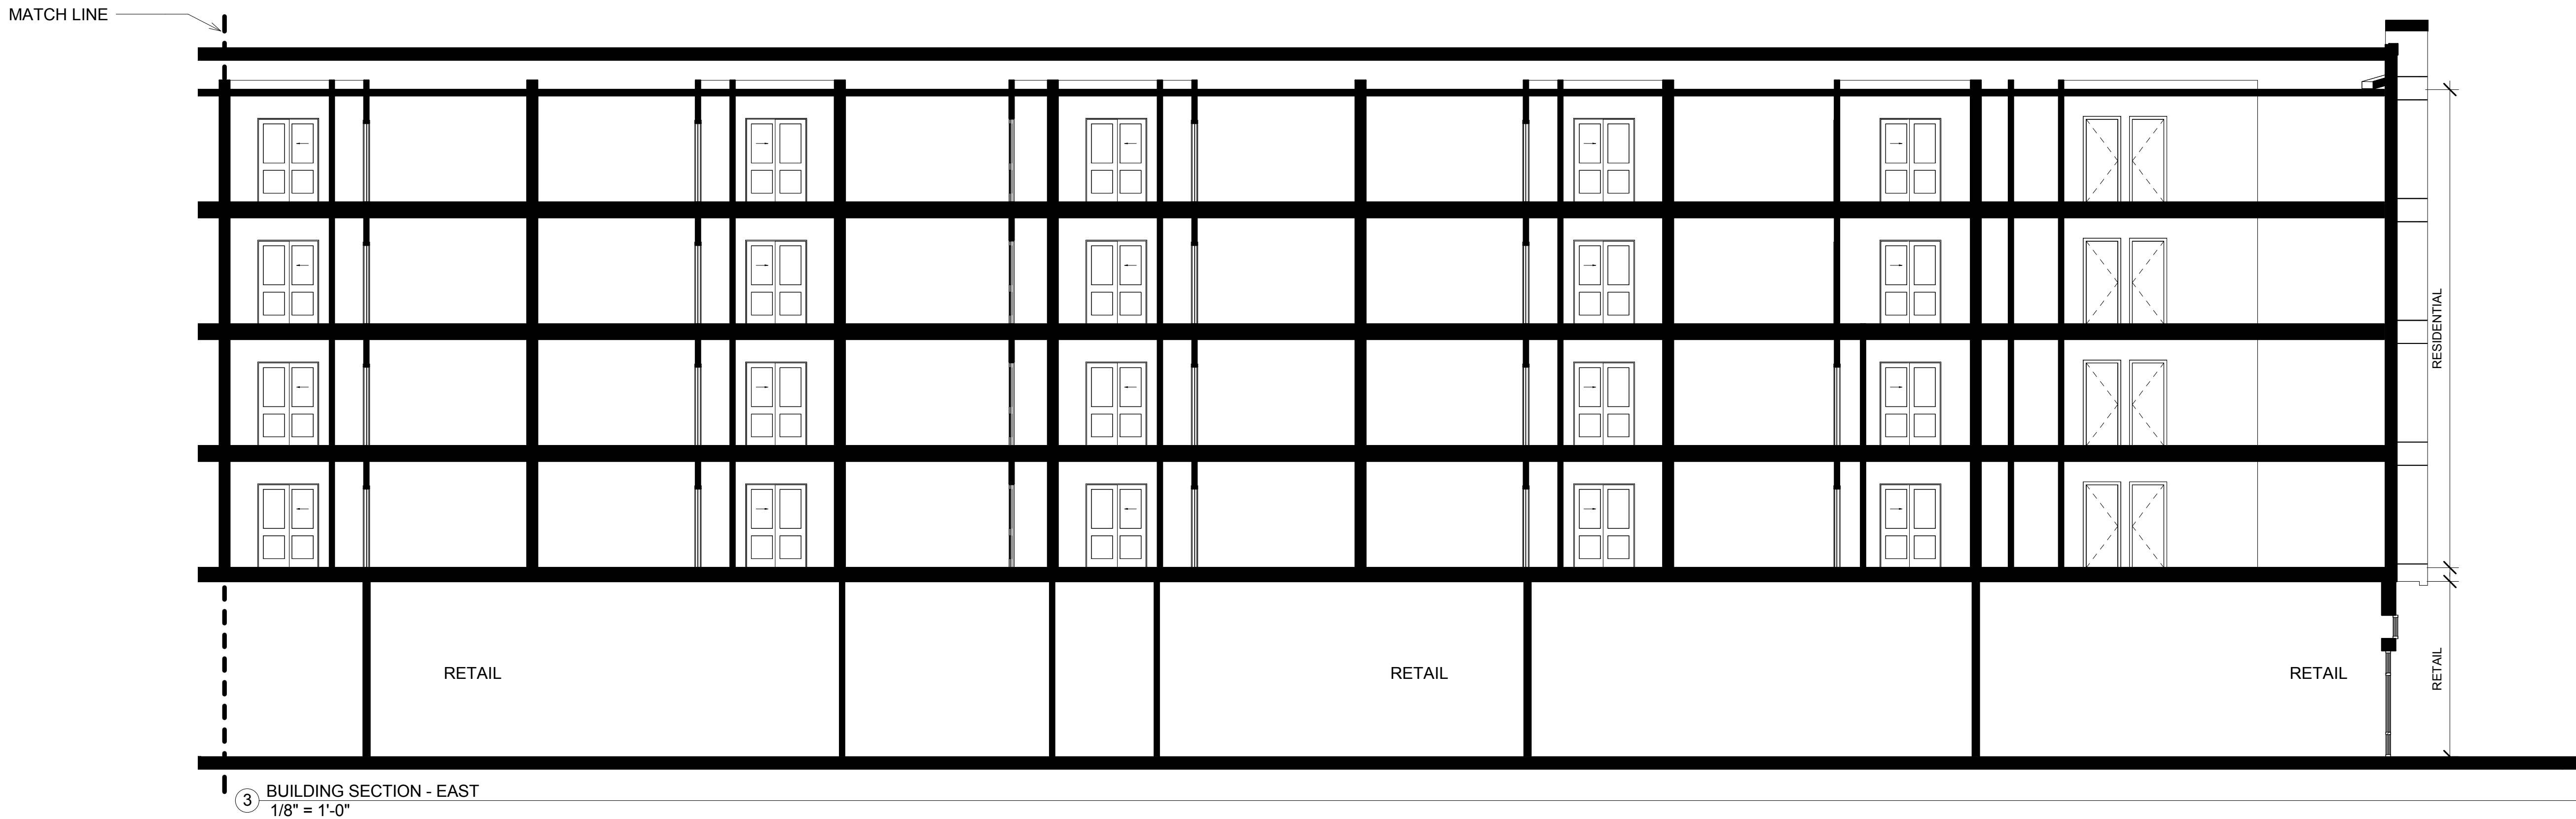 MATCH LINE
RESIDENTIAL
RETAIL
RETAIL
RETAIL
RETAIL
3
BUILDING SECTION - EAST
1/8" = 1'-0"